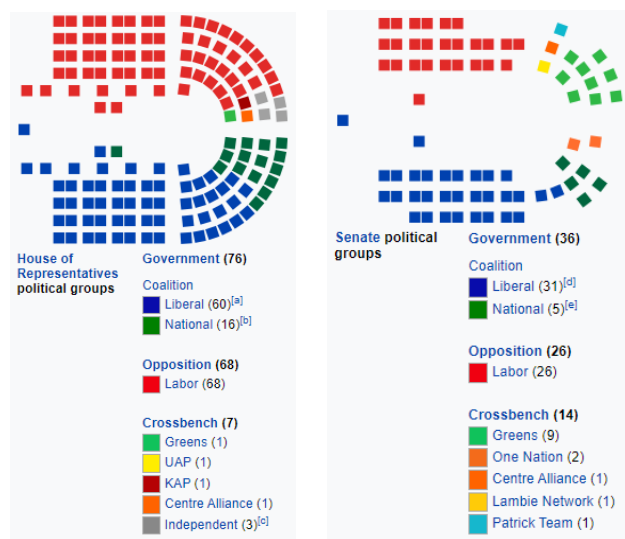 House of
Representatives
political groups
Government (76)
Coalition
Liberal (60)[a]
National (16)[b]
Opposition (68)
Labor (68)
Crossbench (7)
Greens (1)
UAP (1)
KAP (1)
Centre Alliance (1)
Independent (3)[c]
Senate political
groups
Government (36)
Coalition
Liberal (31)[d]
National (5)[e]
Opposition (26)
Labor (26)
Crossbench (14)
Greens (9)
One Nation (2)
Centre Alliance (1)
Lambie Network (1)
Patrick Team (1)